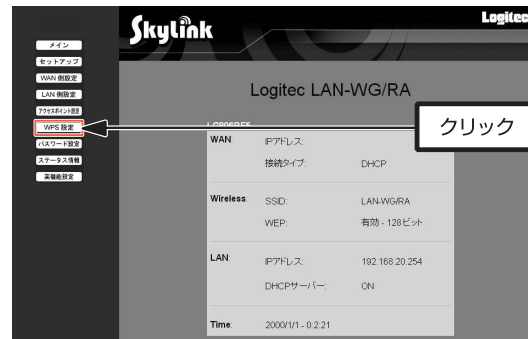 Skylink
Logitec
メイン
セットアップ
WAN 側設定
LAN 側設定
アクセスポイント設定
WPS 設定
パスワード設定
ステータス情報
高機能設定
Logitec LAN-WG/RA
クリック
WAN: IPアドレス:
接続タイプ: DHCP
Wireless: SSID: LAN-WG/RA
WEP: 有効 - 128ビット
LAN: IPアドレス: 192.168.20.254
DHCPサーバー: ON
Time: 2000/1/1 - 0:2:21